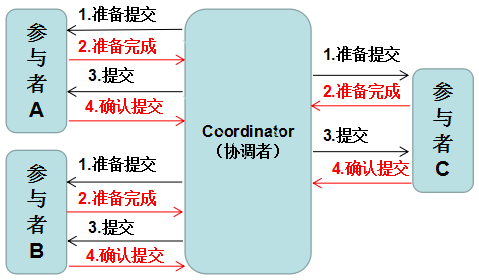 参与者A
1.准备提交
2.准备完成
3.提交
4.确认提交
参与者B
1.准备提交
2.准备完成
3.提交
4.确认提交
Coordinator
（协调者）
1.准备提交
2.准备完成
3.提交
4.确认提交
参与者C